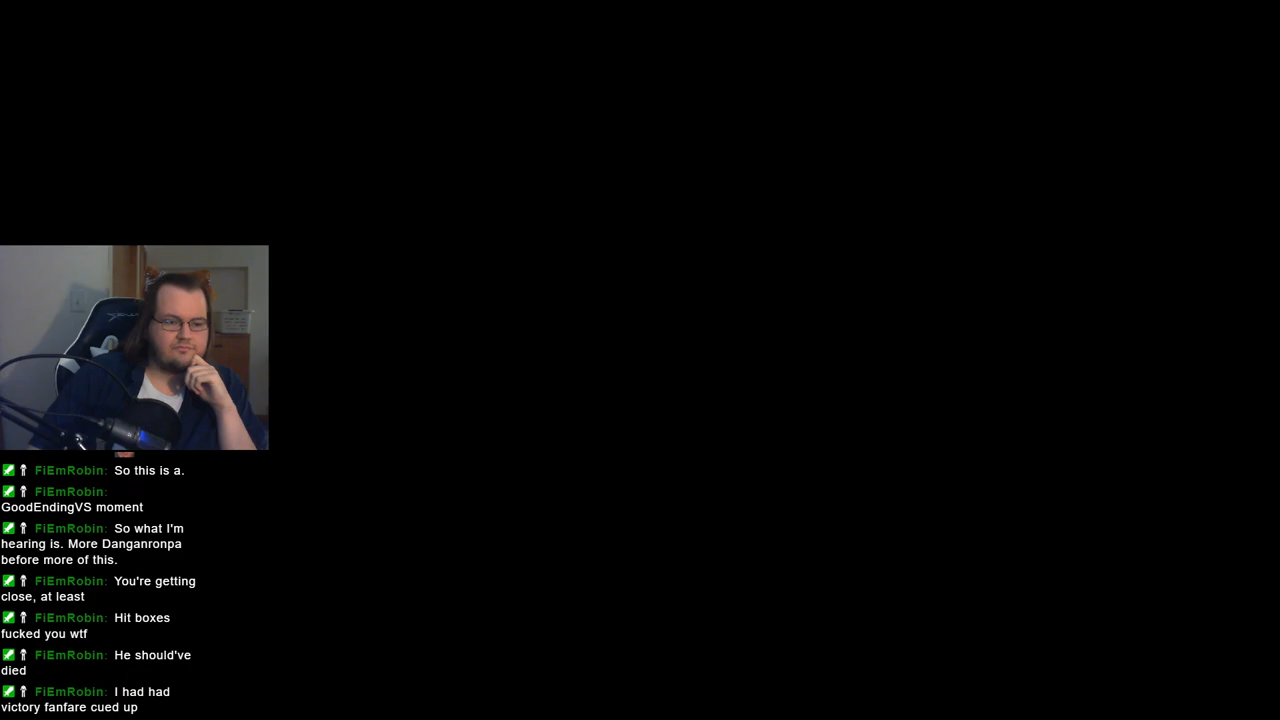 FiEmRobin: So this is a.
FiEmRobin:
GoodEndingVS moment
FiEmRobin: So what I'm
hearing is. More Danganronpa
before more of this.
FiEmRobin: You're getting
close, at least
FiEmRobin: Hit boxes
fucked you wtf
FiEmRobin: He should've
died
FiEmRobin: I had had
victory fanfare cued up